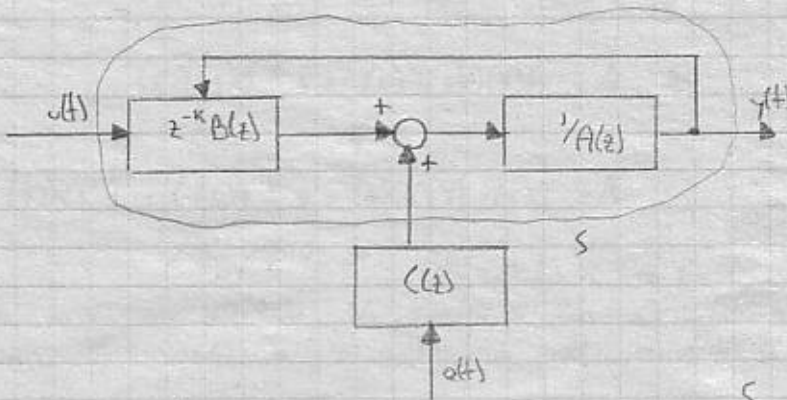 u(t)
z⁻ᴷ B(z)
+
1/A(z)
y(t)
+
S
C(z)
e(t)